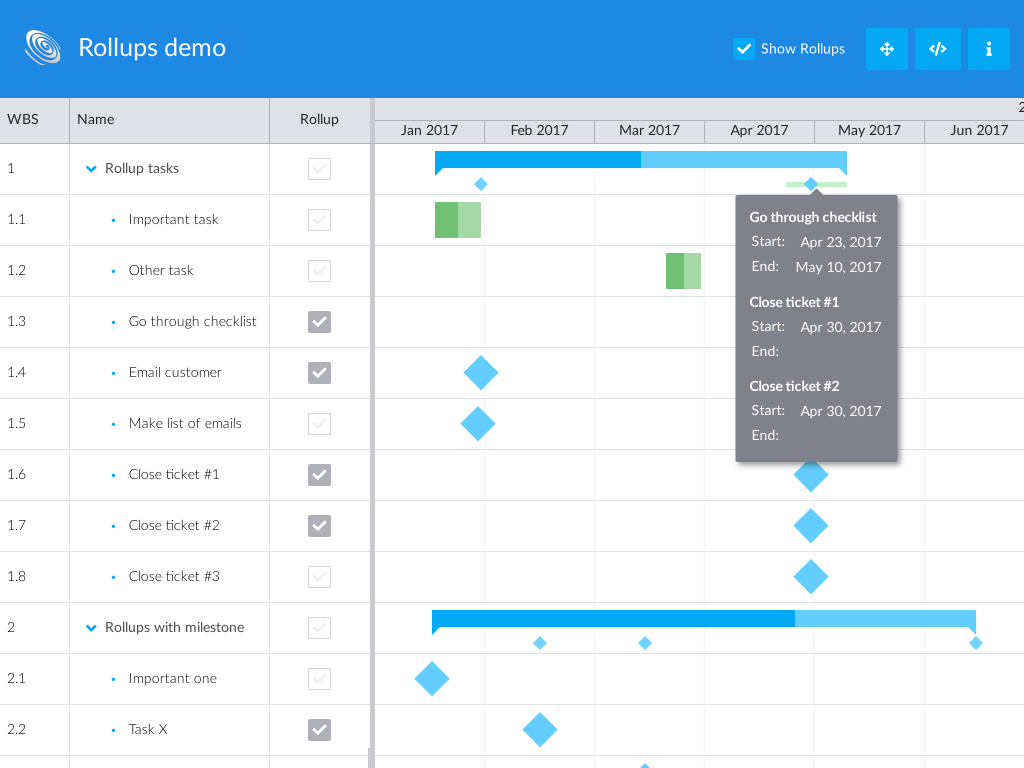 Rollups demo
Show Rollups
WBS Name Rollup
2
Jan 2017 Feb 2017 Mar 2017 Apr 2017 May 2017 Jun 2017
1 Rollup tasks
1.1 Important task
1.2 Other task
1.3 Go through checklist
1.4 Email customer
1.5 Make list of emails
1.6 Close ticket #1
1.7 Close ticket #2
1.8 Close ticket #3
2 Rollups with milestone
2.1 Important one
2.2 Task X
Go through checklist
Start: Apr 23, 2017
End: May 10, 2017
Close ticket #1
Start: Apr 30, 2017
End:
Close ticket #2
Start: Apr 30, 2017
End: